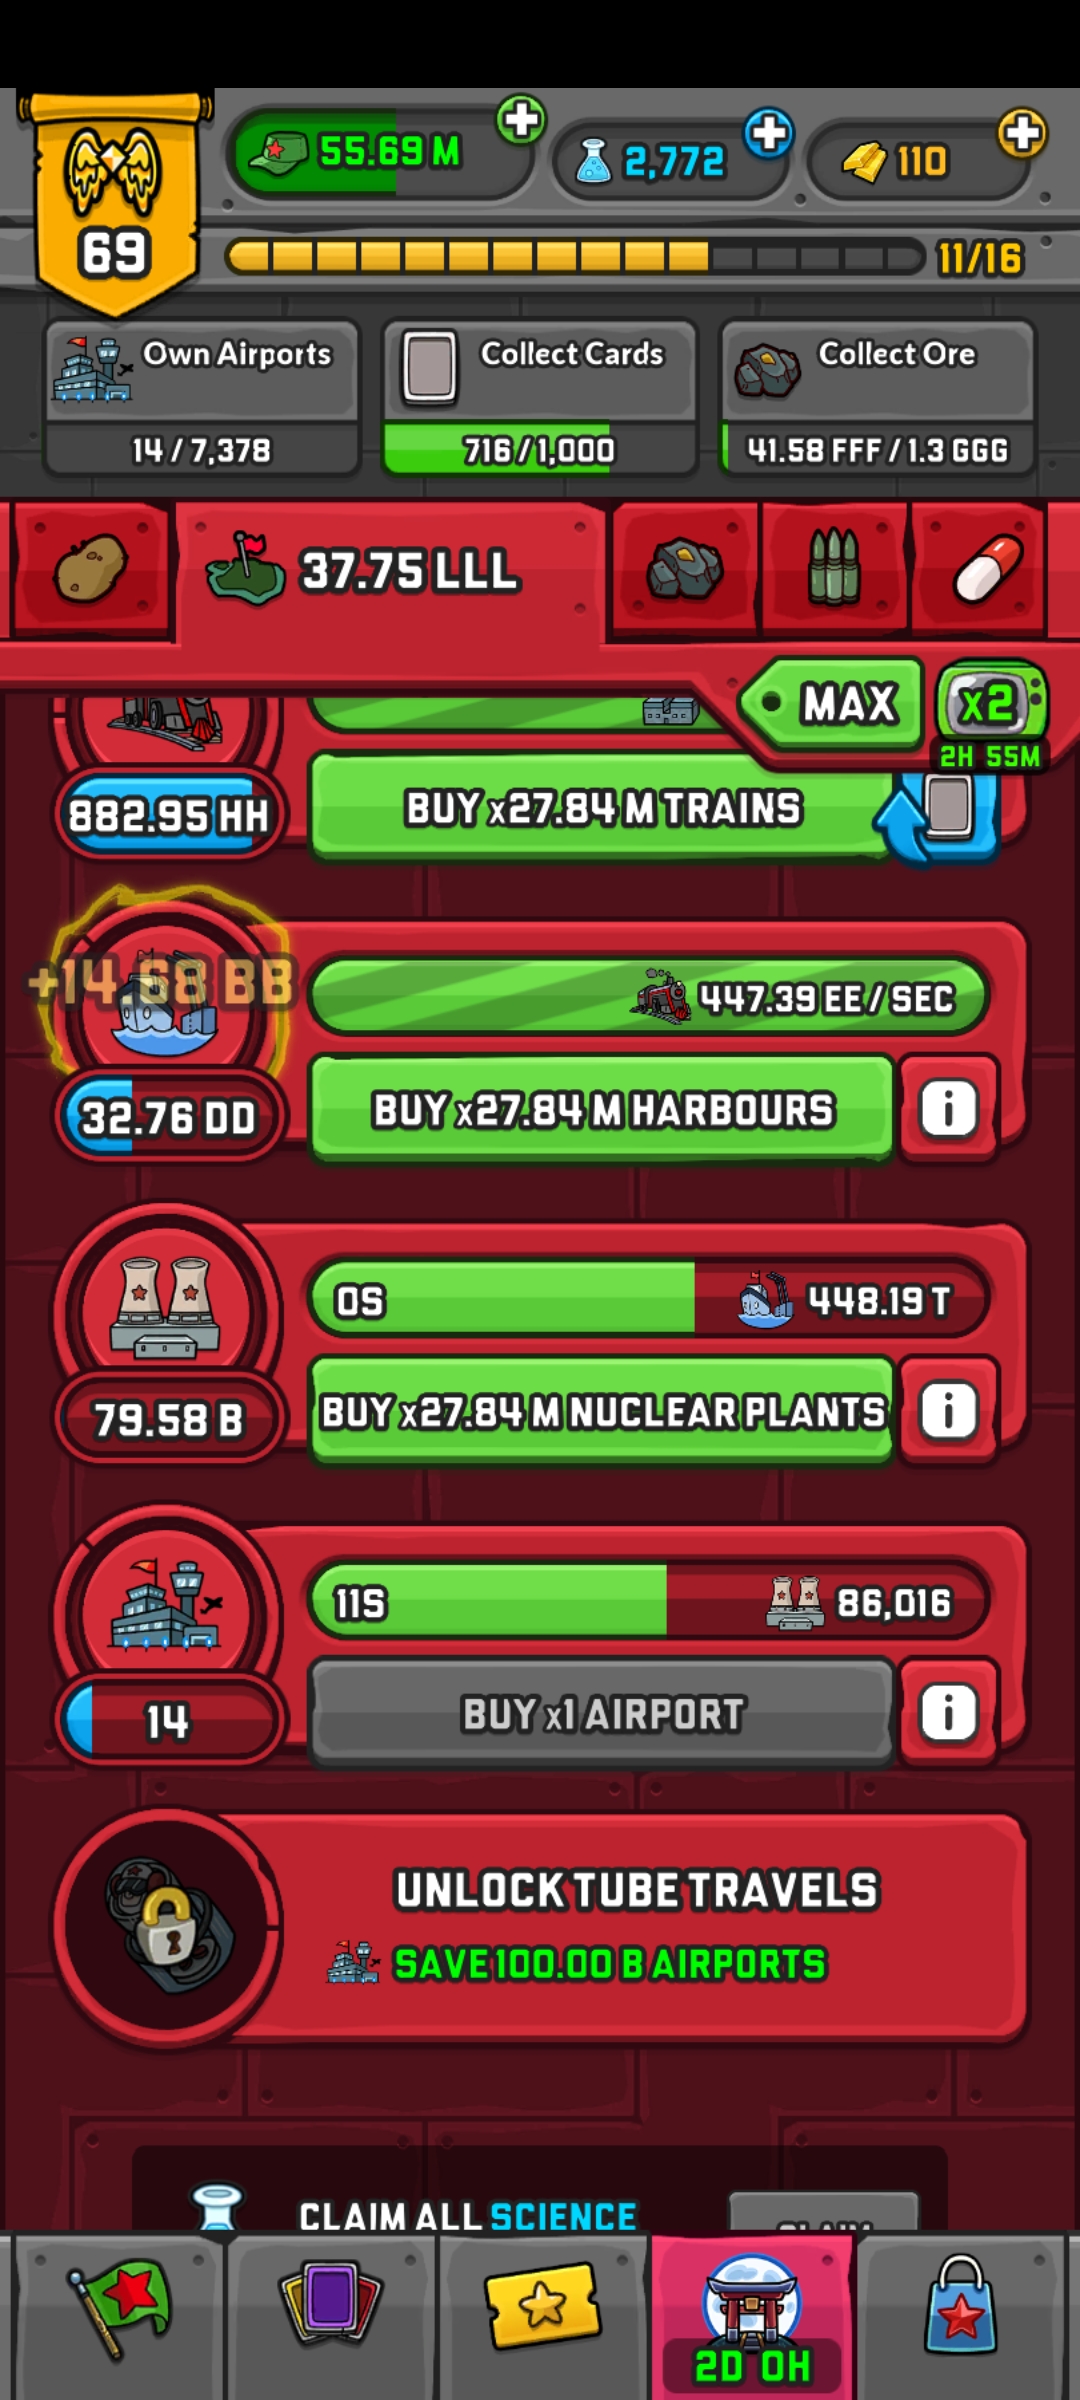 55.69 M
2,772
110
69
11/16
Own Airports
14 / 7,378
Collect Cards
716 / 1,000
Collect Ore
41.58 FFF / 1.3 GGG
37.75 LLL
MAX
x2
2H 55M
882.95 HH
BUY x27.84 M TRAINS
+14.68 BB
447.39 EE / SEC
32.76 DD
BUY x27.84 M HARBOURS
i
0S
448.19 T
79.58 B
BUY x27.84 M NUCLEAR PLANTS
i
11S
86,016
14
BUY x1 AIRPORT
i
UNLOCK TUBE TRAVELS
SAVE 100.00 B AIRPORTS
CLAIM ALL SCIENCE
CLAIM
2D 0H